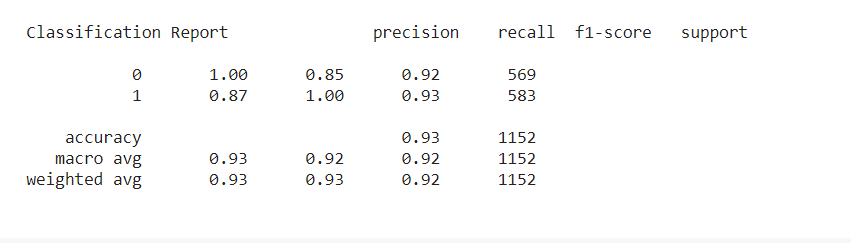 Classification Report               precision    recall  f1-score   support
           0       1.00      0.85      0.92       569
           1       0.87      1.00      0.93       583
    accuracy                           0.93      1152
   macro avg       0.93      0.92      0.92      1152
weighted avg       0.93      0.93      0.92      1152